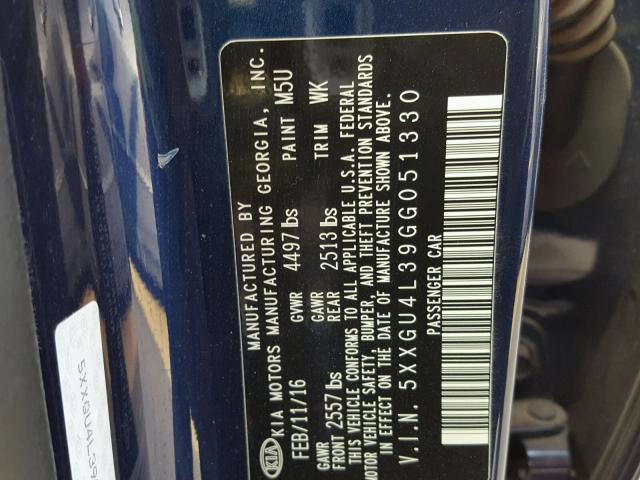 KIA
MANUFACTURED BY
KIA MOTORS MANUFACTURING GEORGIA, INC.
FEB/11/16 GVWR 4497 lbs PAINT M5U
GAWR FRONT 2557 lbs GAWR REAR 2513 lbs TRIM WK
THIS VEHICLE CONFORMS TO ALL APPLICABLE U.S.A. FEDERAL
MOTOR VEHICLE SAFETY, BUMPER, AND THEFT PREVENTION STANDARDS
IN EFFECT ON THE DATE OF MANUFACTURE SHOWN ABOVE.
V.I.N. 5XXGU4L39GG051330
PASSENGER CAR
5XXGU4L39